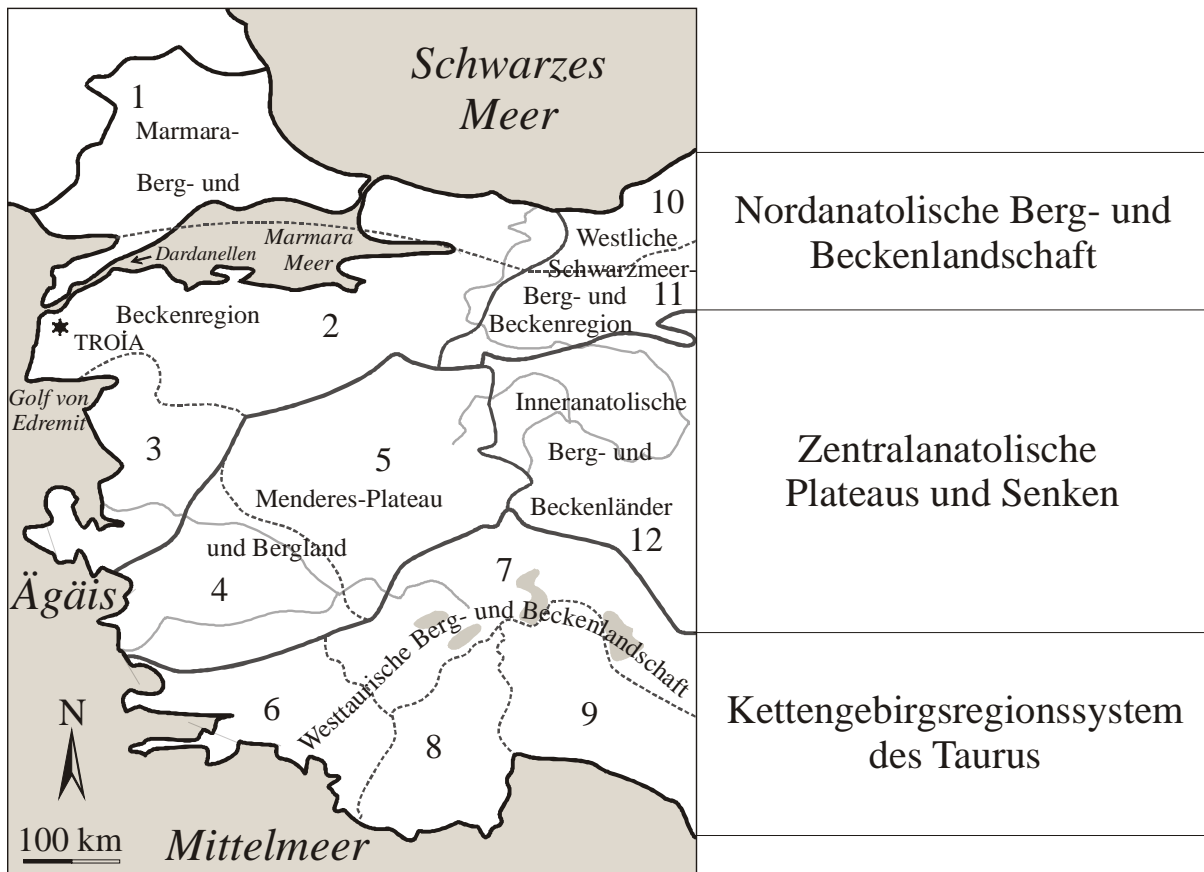 Schwarzes
Meer
1
Marmara-
Berg- und
10
Westliche
Marmara
Meer
Dardanellen
Schwarzmeer-
11
Berg- und
Beckenregion
Beckenregion
2
TROİA
Golf von
Edremit
Inneranatolische
3
5
Berg- und
Menderes-Plateau
Beckenländer
12
und Bergland
7
4
Ägäis
Westtaurische Berg- und Beckenlandschaft
6
9
8
N
100 km
Mittelmeer
Nordanatolische Berg- und
Beckenlandschaft
Zentralanatolische
Plateaus und Senken
Kettengebirgsregionssystem
des Taurus